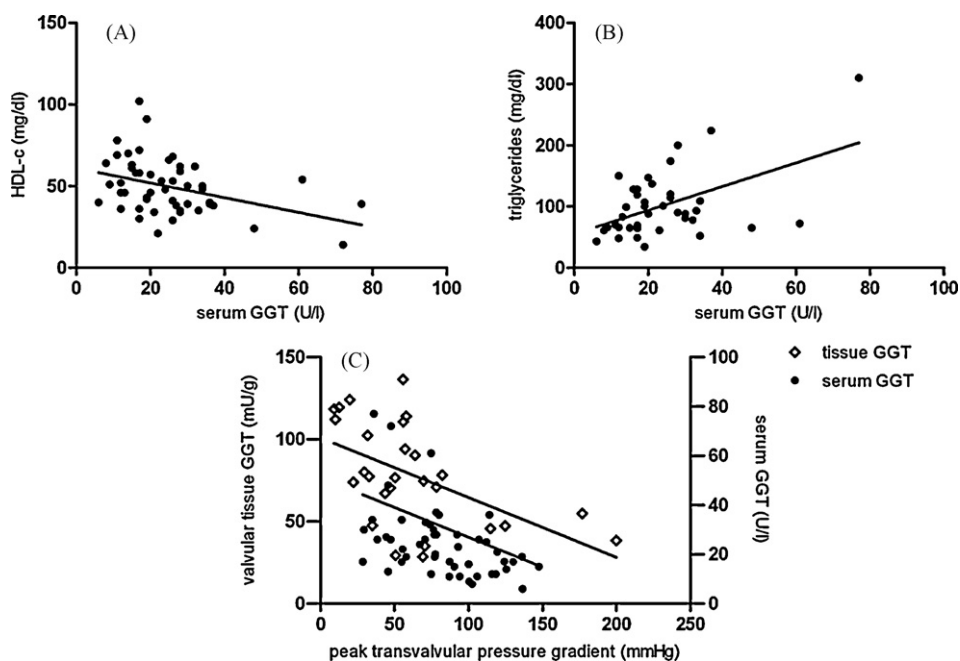 (A)
HDL-c (mg/dl)
150
100
50
0
0 20 40 60 80 100
serum GGT (U/l)
(B)
triglycerides (mg/dl)
400
300
200
100
0
0 20 40 60 80 100
serum GGT (U/l)
(C)
valvular tissue GGT (mU/g)
150
100
50
0
0 50 100 150 200 250
peak transvalvular pressure gradient (mmHg)
100
80
60
40
20
0
serum GGT (U/l)
tissue GGT
serum GGT